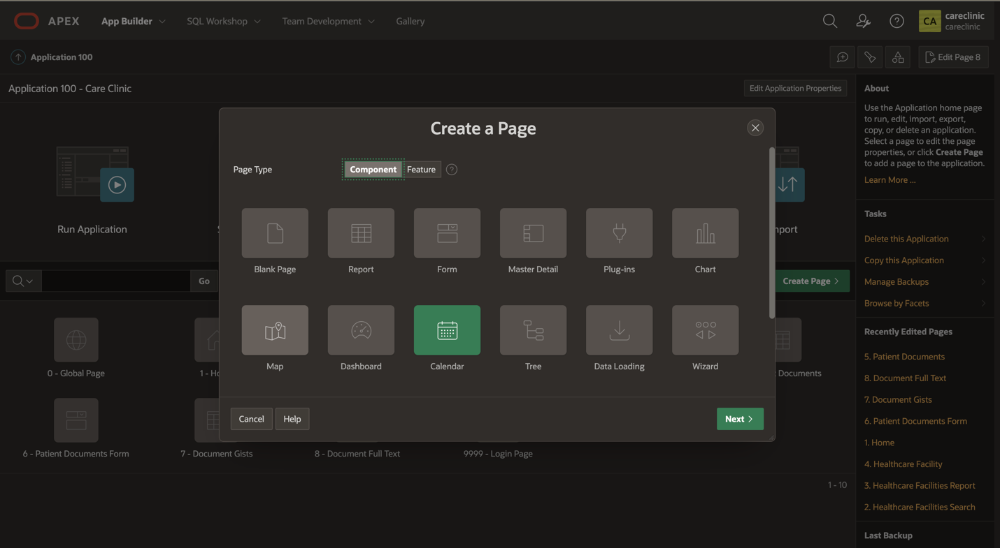 APEX App Builder SQL Workshop Team Development Gallery CA careclinic
careclinic
Application 100 Edit Page 8
Application 100 - Care Clinic Edit Application Properties
Run Application
Go
Create Page
0 - Global Page
1 - Ho
Documents
6 - Patient Documents Form
7 - Document Gists
8 - Document Full Text
9999 - Login Page
1 - 10
Create a Page
Page Type Component Feature
Blank Page Report Form Master Detail Plug-ins Chart
Map Dashboard Calendar Tree Data Loading Wizard
Cancel Help Next
About
Use the Application home page
to run, edit, import, export,
copy, or delete an application.
Select a page to edit the page
properties, or click Create Page
to add a page to the application.
Learn More ...
Tasks
Delete this Application
Copy this Application
Manage Backups
Browse by Facets
Recently Edited Pages
5. Patient Documents
8. Document Full Text
7. Document Gists
6. Patient Documents Form
1. Home
4. Healthcare Facility
3. Healthcare Facilities Report
2. Healthcare Facilities Search
Last Backup